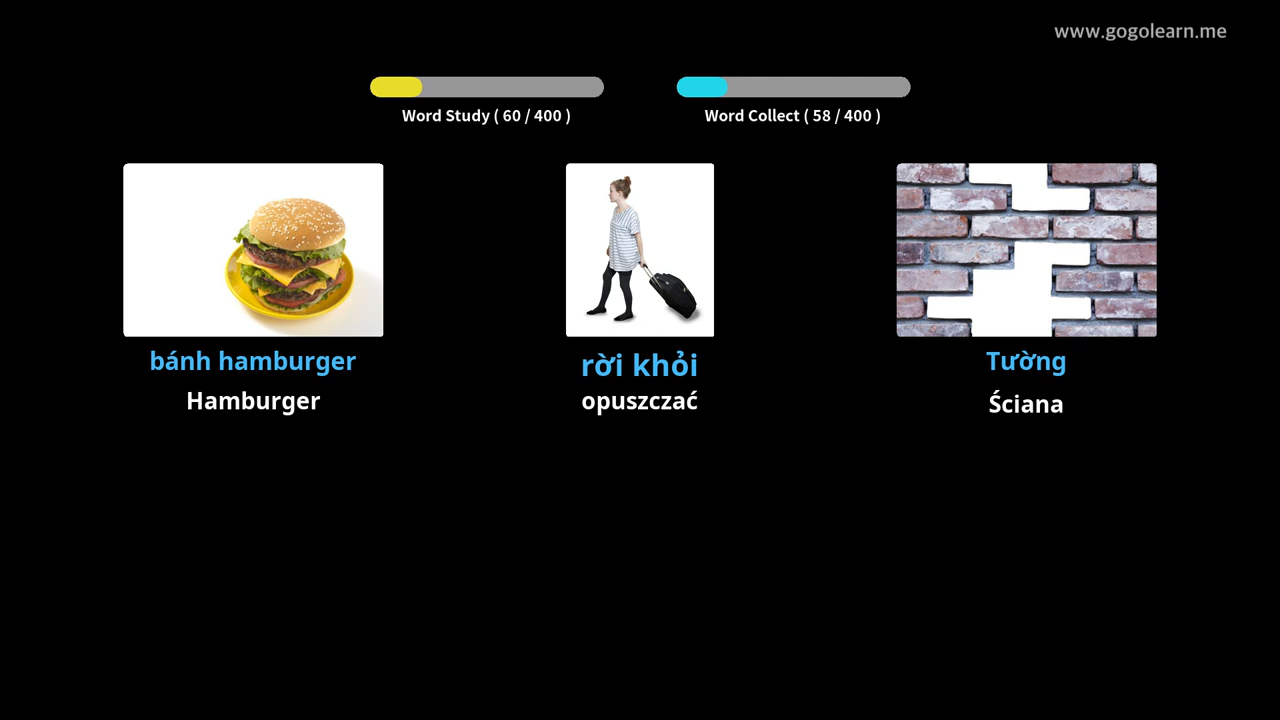 www.gogolearn.me
Word Study ( 60 / 400 )
Word Collect ( 58 / 400 )
bánh hamburger
Hamburger
rời khỏi
opuszczać
Tường
Ściana